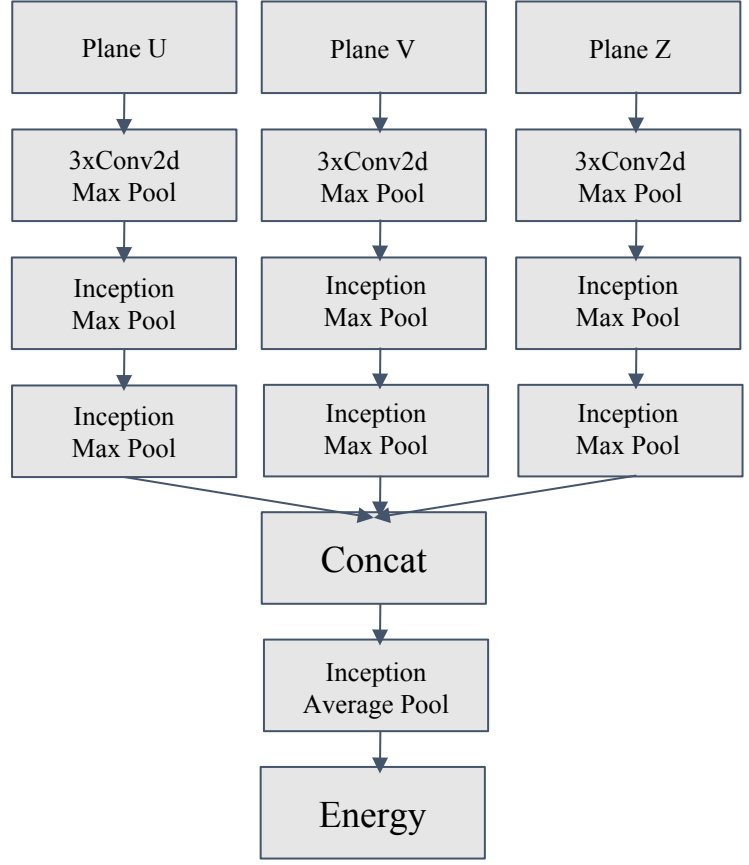 Plane U
Plane V
Plane Z
3xConv2d
Max Pool
3xConv2d
Max Pool
3xConv2d
Max Pool
Inception
Max Pool
Inception
Max Pool
Inception
Max Pool
Inception
Max Pool
Inception
Max Pool
Inception
Max Pool
Concat
Inception
Average Pool
Energy